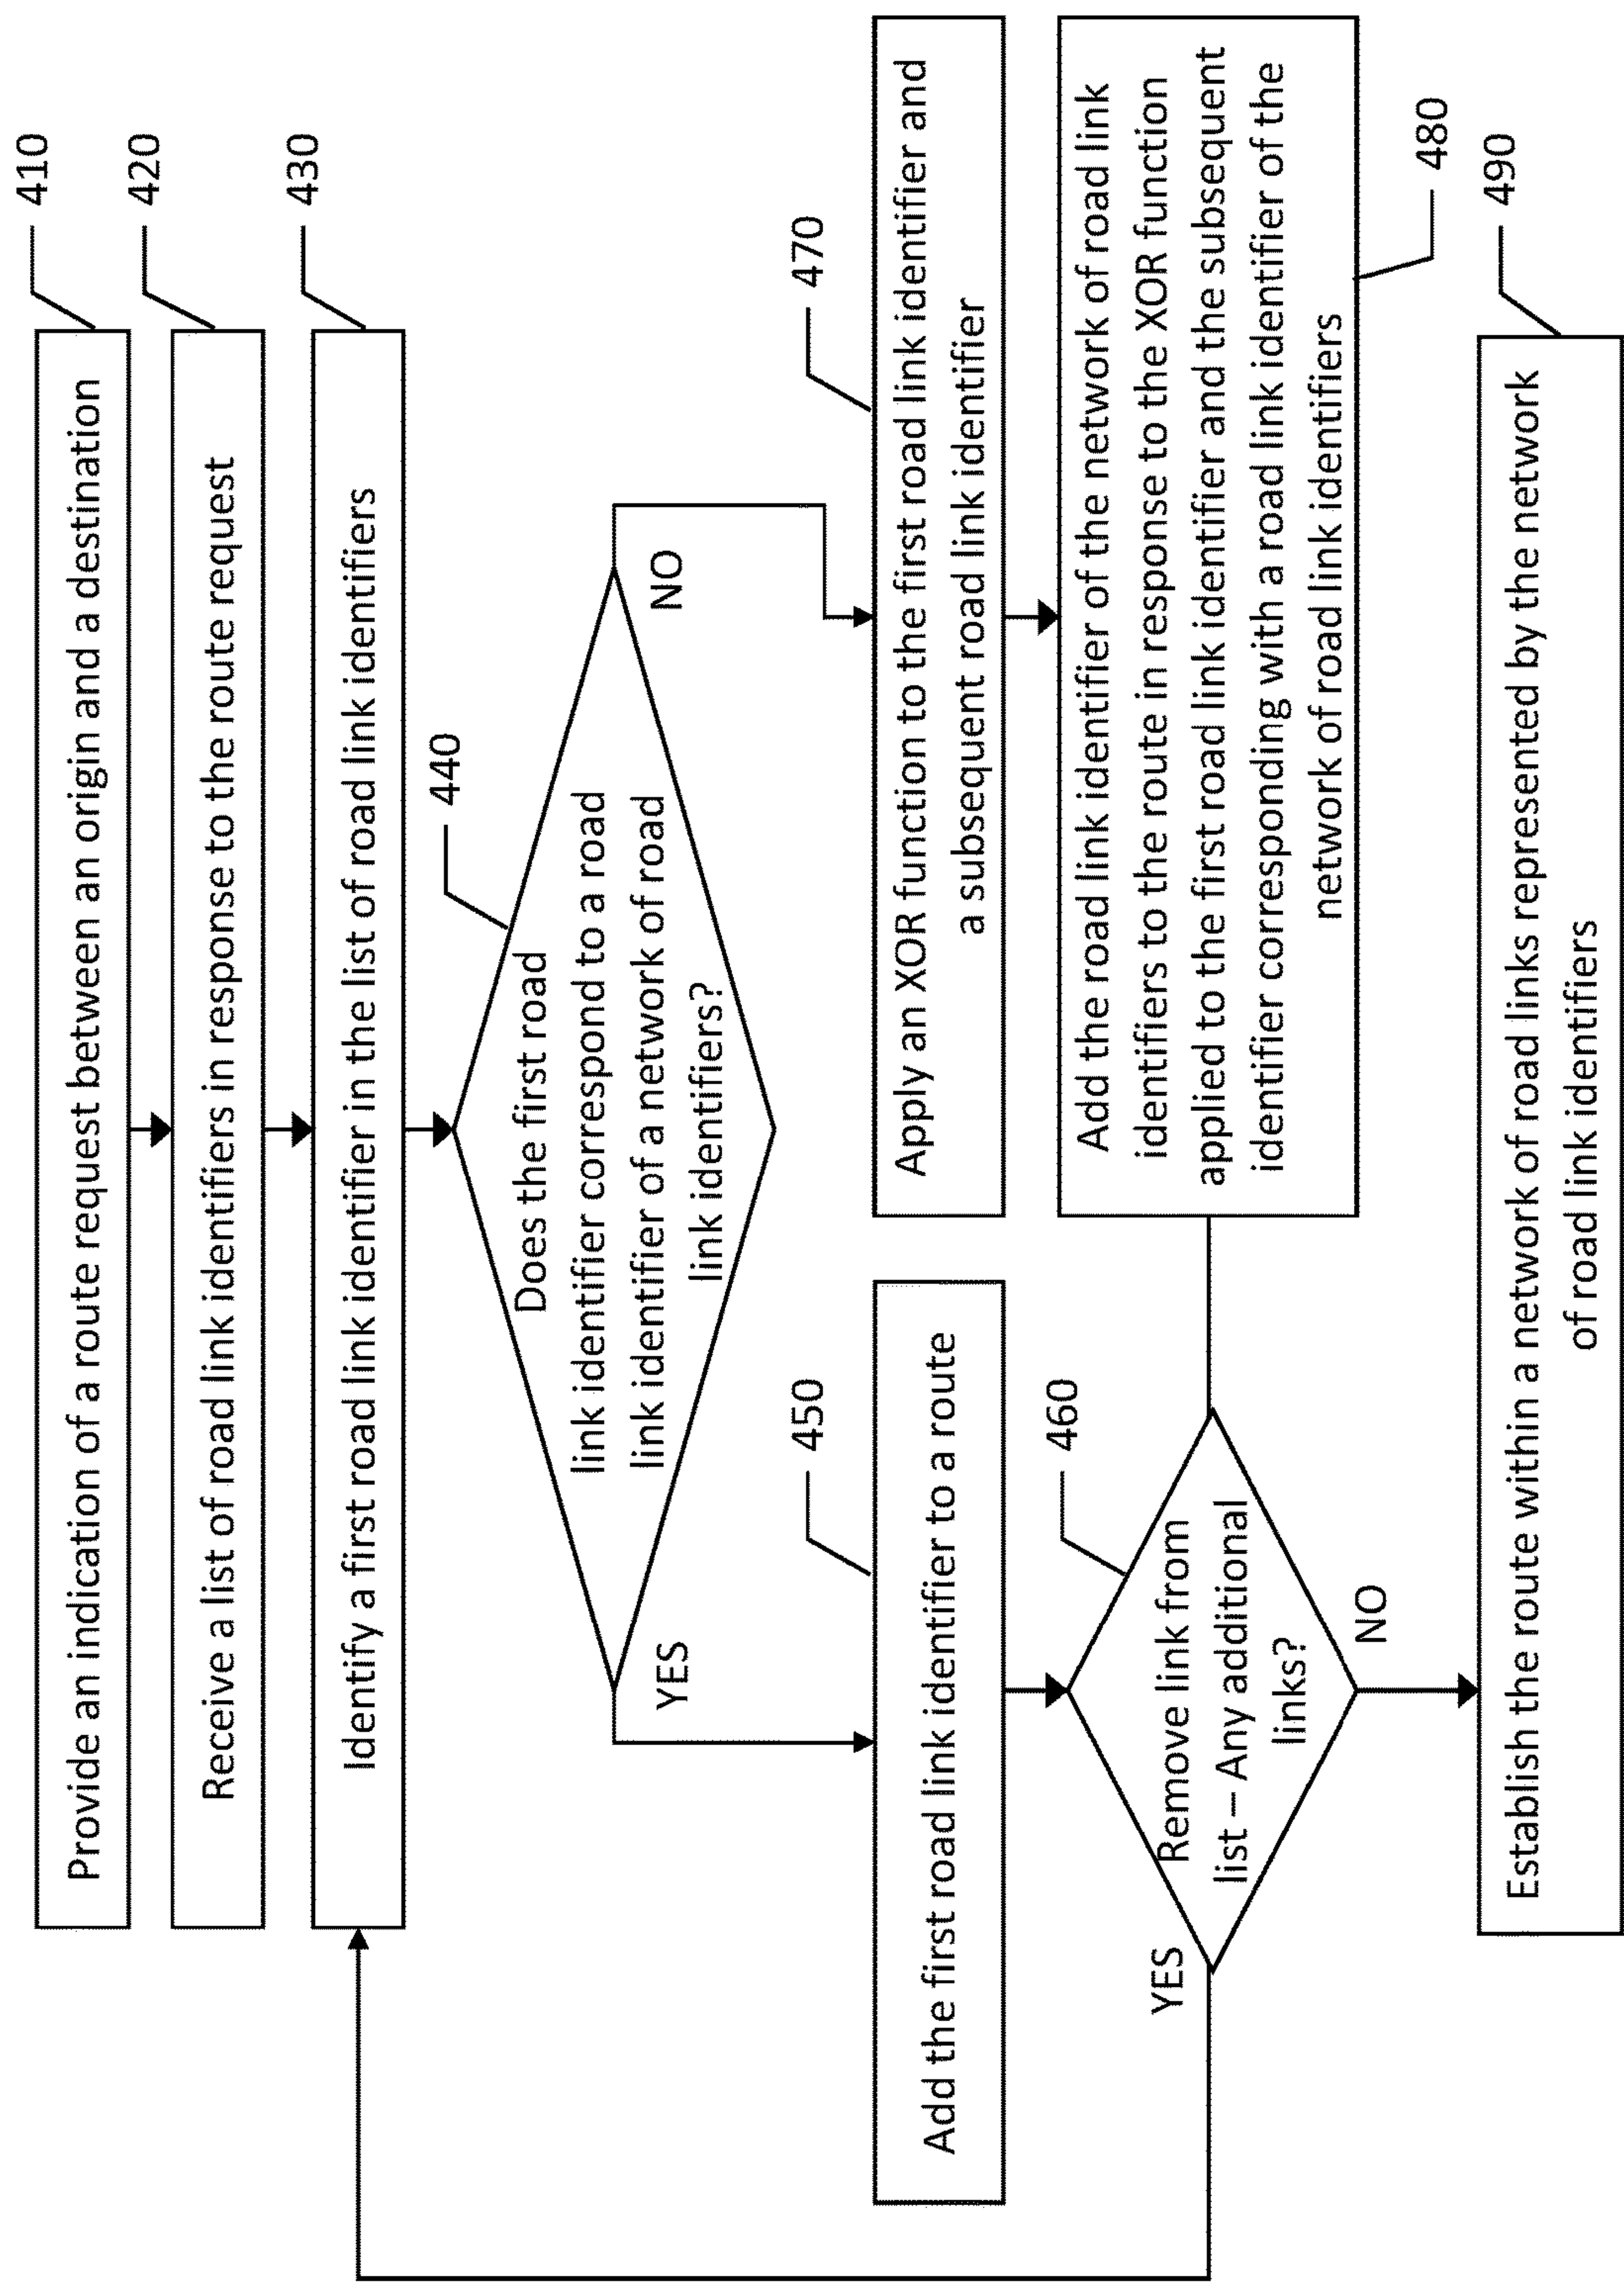 410
Provide an indication of a route request between an origin and a destination
420
Receive a list of road link identifiers in response to the route request
430
Identify a first road link identifier in the list of road link identifiers
440
Does the first road
link identifier correspond to a road
link identifier of a network of road
link identifiers?
YES
NO
450
Add the first road link identifier to a route
470
Apply an XOR function to the first road link identifier and
a subsequent road link identifier
460
Remove link from
list – Any additional
links?
YES
NO
Add the road link identifier of the network of road link
identifiers to the route in response to the XOR function
applied to the first road link identifier and the subsequent
identifier corresponding with a road link identifier of the
network of road link identifiers
480
490
Establish the route within a network of road links represented by the network
of road link identifiers